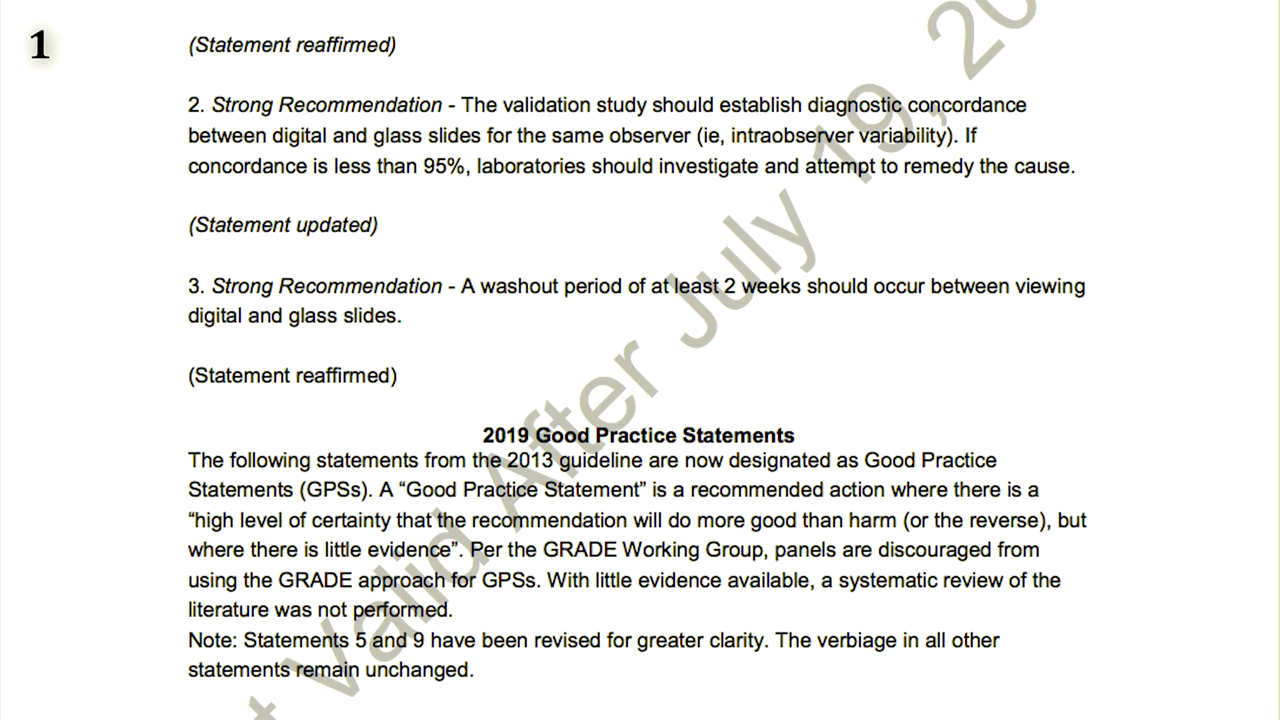 1
(Statement reaffirmed)
2. Strong Recommendation - The validation study should establish diagnostic concordance
between digital and glass slides for the same observer (ie, intraobserver variability). If
concordance is less than 95%, laboratories should investigate and attempt to remedy the cause.
(Statement updated)
3. Strong Recommendation - A washout period of at least 2 weeks should occur between viewing
digital and glass slides.
(Statement reaffirmed)
2019 Good Practice Statements
The following statements from the 2013 guideline are now designated as Good Practice
Statements (GPSs). A “Good Practice Statement” is a recommended action where there is a
“high level of certainty that the recommendation will do more good than harm (or the reverse), but
where there is little evidence”. Per the GRADE Working Group, panels are discouraged from
using the GRADE approach for GPSs. With little evidence available, a systematic review of the
literature was not performed.
Note: Statements 5 and 9 have been revised for greater clarity. The verbiage in all other
statements remain unchanged.
Valid After July 19,